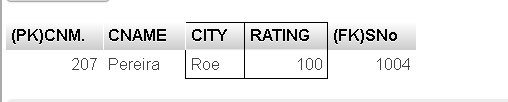 (PK)CNM. CNAME CITY RATING (FK)SNo
207 Pereira Roe 100 1004